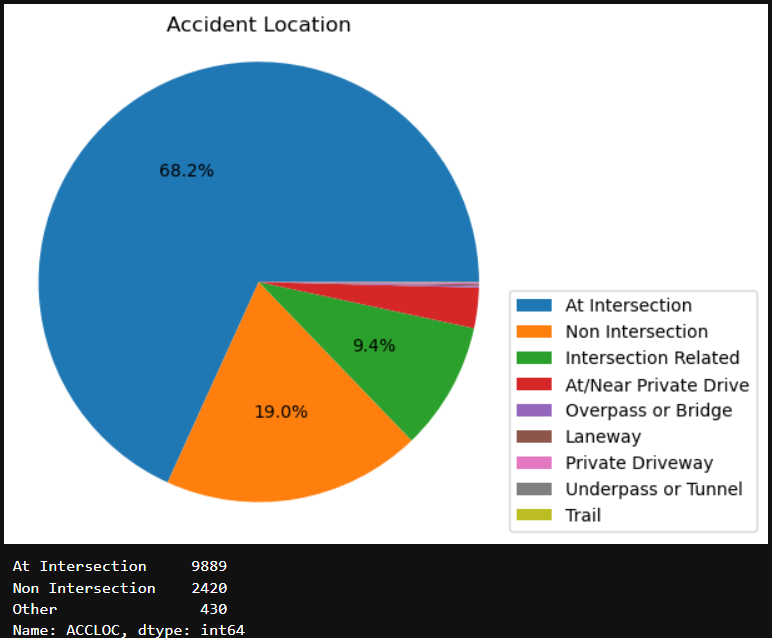 Accident Location
68.2%
9.4%
19.0%
At Intersection
Non Intersection
Intersection Related
At/Near Private Drive
Overpass or Bridge
Laneway
Private Driveway
Underpass or Tunnel
Trail
At Intersection 9889
Non Intersection 2420
Other 430
Name: ACCLOC, dtype: int64